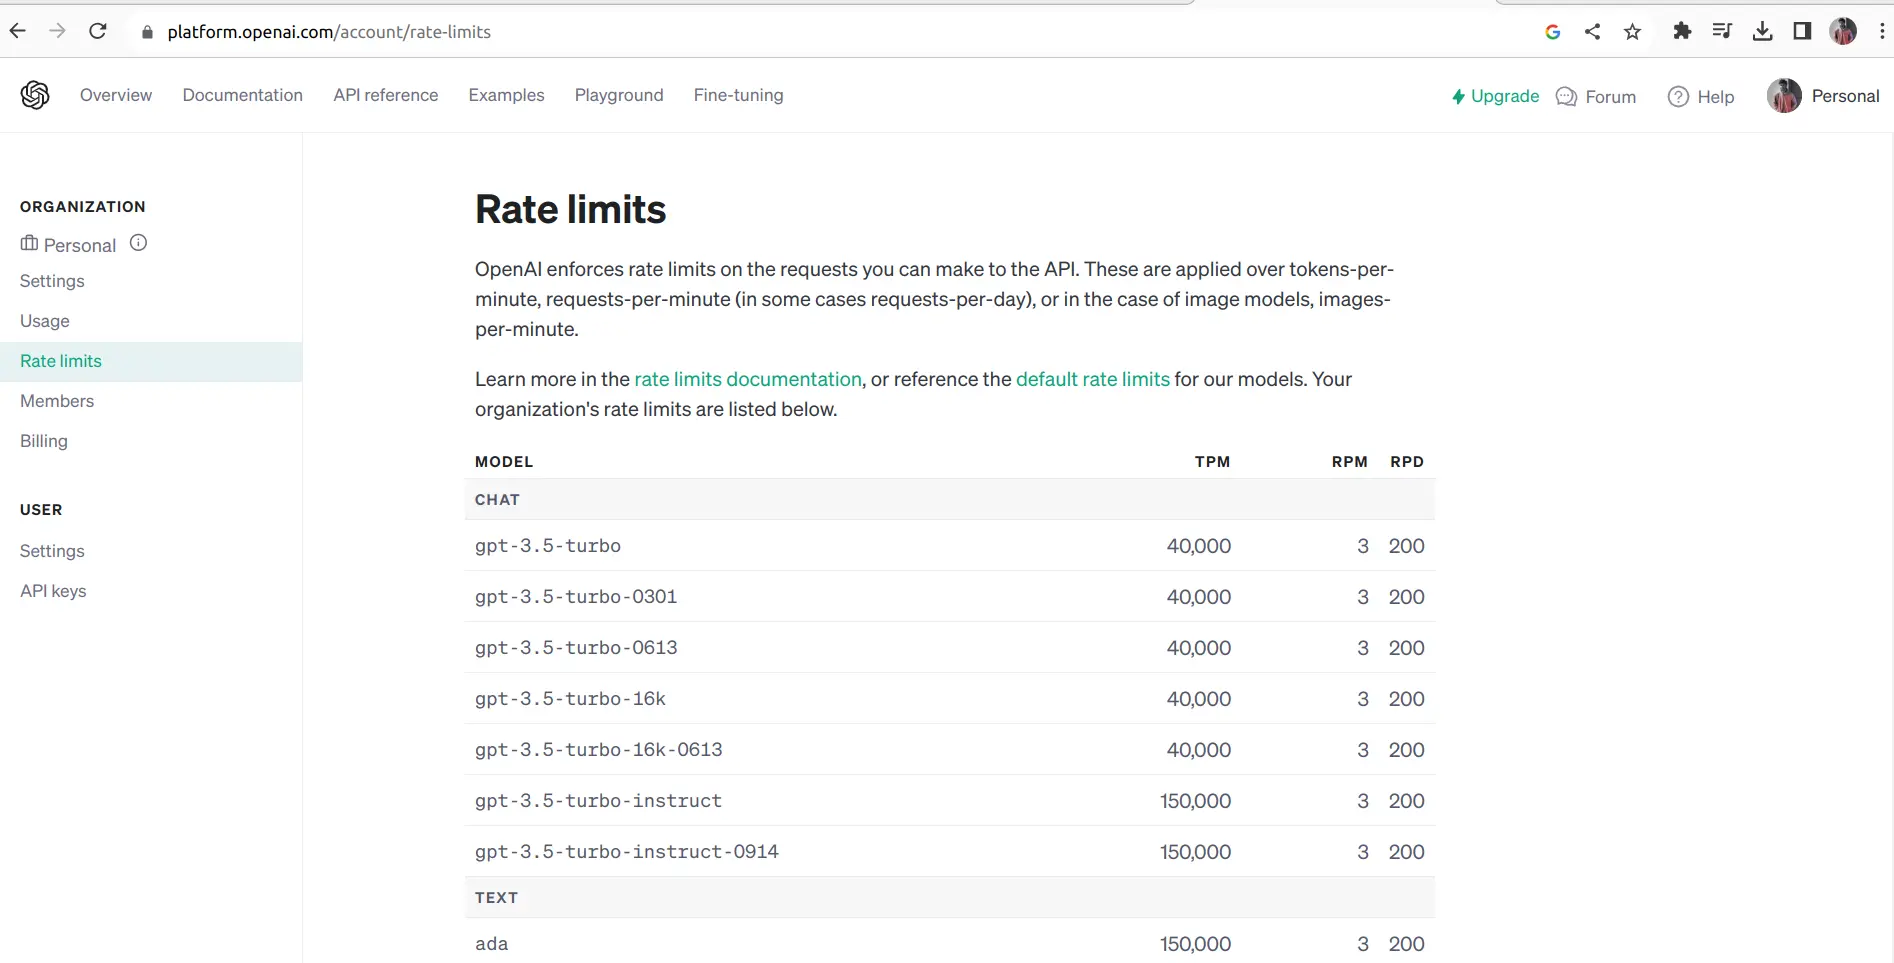 platform.openai.com/account/rate-limits
Overview Documentation API reference Examples Playground Fine-tuning Upgrade Forum Help Personal
ORGANIZATION
Personal
Settings
Usage
Rate limits
Members
Billing
USER
Settings
API keys
Rate limits
OpenAI enforces rate limits on the requests you can make to the API. These are applied over tokens-per-
minute, requests-per-minute (in some cases requests-per-day), or in the case of image models, images-
per-minute.
Learn more in the rate limits documentation, or reference the default rate limits for our models. Your
organization's rate limits are listed below.
MODEL TPM RPM RPD
CHAT
gpt-3.5-turbo 40,000 3 200
gpt-3.5-turbo-0301 40,000 3 200
gpt-3.5-turbo-0613 40,000 3 200
gpt-3.5-turbo-16k 40,000 3 200
gpt-3.5-turbo-16k-0613 40,000 3 200
gpt-3.5-turbo-instruct 150,000 3 200
gpt-3.5-turbo-instruct-0914 150,000 3 200
TEXT
ada 150,000 3 200